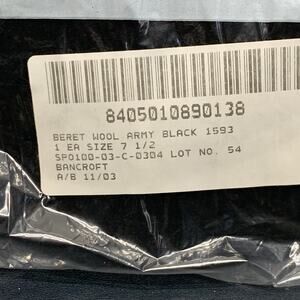 8405010890138
BERET WOOL ARMY BLACK 1593
1 EA SIZE 7 1/2
SPO100-03-C-0304 LOT NO. 54
BANCROFT
A/B 11/03